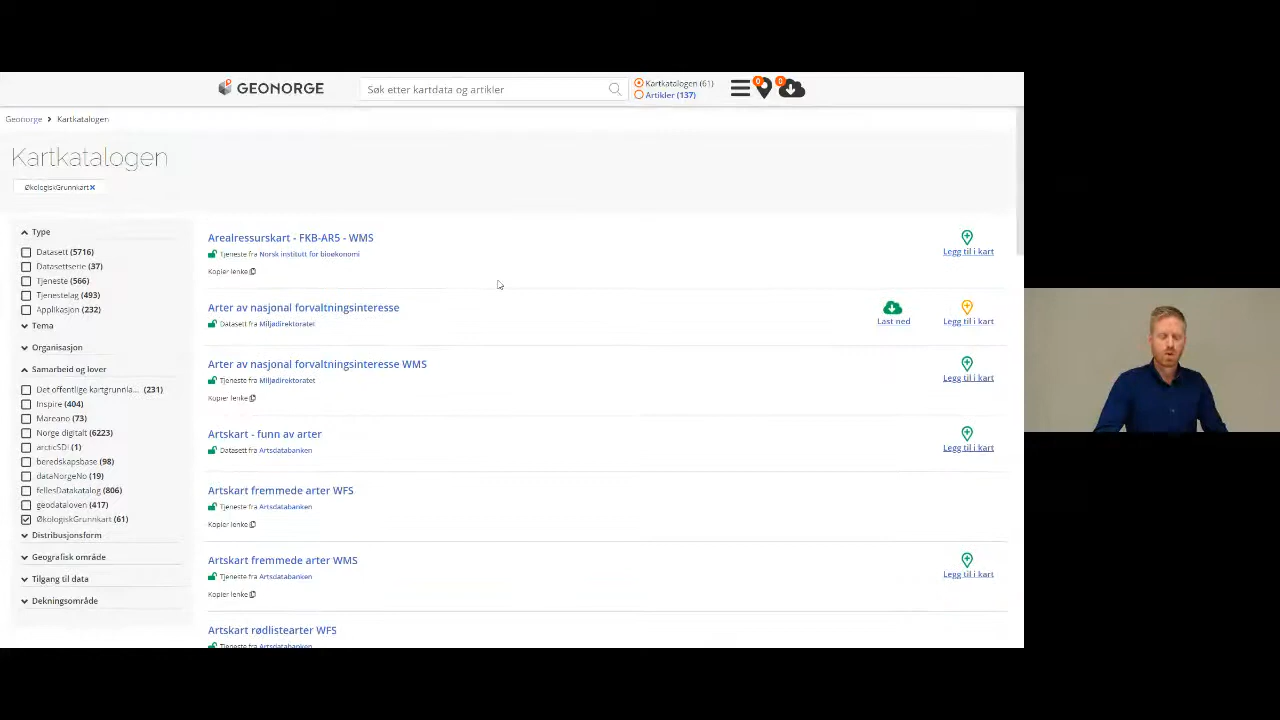 GEONORGE
Søk etter kartdata og artikler
Kartkatalogen (61)
Artikler (137)
0
0
Geonorge > Kartkatalogen
Kartkatalogen
ØkologiskGrunnkart x
Type
Datasett (5716)
Datasettserie (37)
Tjeneste (566)
Tjenestelag (493)
Applikasjon (232)
Tema
Organisasjon
Samarbeid og lover
Det offentlige kartgrunnla... (231)
Inspire (404)
Mareano (73)
Norge digitalt (6223)
arcticSDI (1)
beredskapsbase (98)
dataNorgeNo (19)
fellesDatakatalog (806)
geodataloven (417)
ØkologiskGrunnkart (61)
Distribusjonsform
Geografisk område
Tilgang til data
Dekningsområde
Arealressurskart - FKB-AR5 - WMS
Tjeneste fra Norsk institutt for bioøkonomi
Kopier lenke
Legg til i kart
Arter av nasjonal forvaltningsinteresse
Datasett fra Miljødirektoratet
Last ned
Legg til i kart
Arter av nasjonal forvaltningsinteresse WMS
Tjeneste fra Miljødirektoratet
Kopier lenke
Legg til i kart
Artskart - funn av arter
Datasett fra Artsdatabanken
Legg til i kart
Artskart fremmede arter WFS
Tjeneste fra Artsdatabanken
Kopier lenke
Artskart fremmede arter WMS
Tjeneste fra Artsdatabanken
Kopier lenke
Legg til i kart
Artskart rødlistearter WFS
Tjeneste fra Artsdatabanken